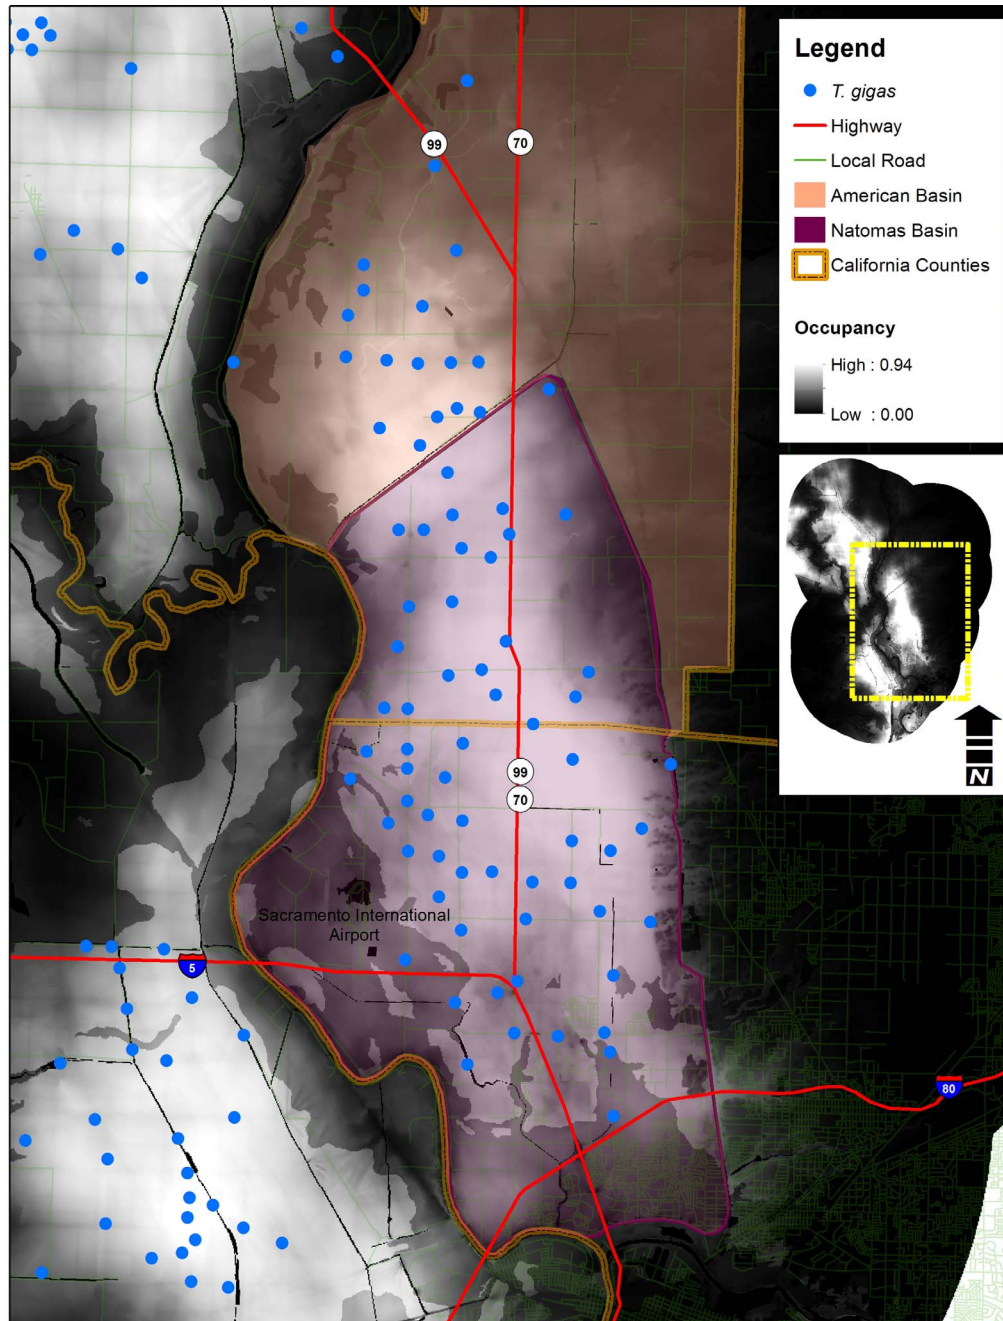 Legend
T. gigas
Highway
Local Road
American Basin
Natomas Basin
California Counties
Occupancy
High : 0.94
Low : 0.00
99
70
N
99
70
Sacramento International
Airport
5
80